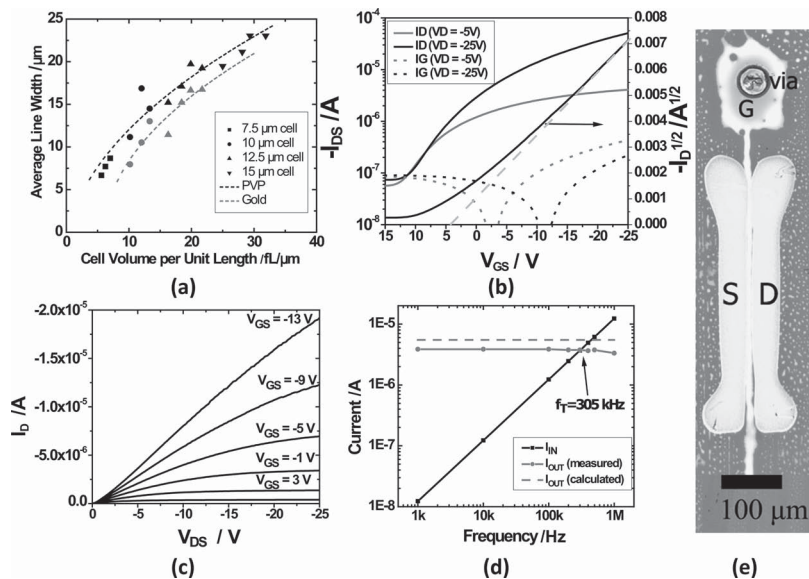 (a)
Average Line Width /μm
25
20
15
10
5
0
0
10
20
30
40
7.5 μm cell
10 μm cell
12.5 μm cell
15 μm cell
PVP
Gold
Cell Volume per Unit Length /fL/μm
(a)
(b)
-I_DS /A
10^-4
10^-5
10^-6
10^-7
10^-8
ID (VD = -5V)
ID (VD = -25V)
IG (VD = -5V)
IG (VD = -25V)
0.008
0.007
0.006
0.005
0.004
0.003
0.002
0.001
0.000
-I_D^1/2 /A^1/2
15
10
5
0
-5
-10
-15
-20
-25
V_GS / V
(b)
via
G
S
D
100 μm
(e)
I_D /A
-2.0x10^-5
-1.5x10^-5
-1.0x10^-5
-5.0x10^-6
0.0
V_GS = -13 V
V_GS = -9 V
V_GS = -5 V
V_GS = -1 V
V_GS = 3 V
0
-5
-10
-15
-20
-25
V_DS / V
(c)
Current /A
1E-5
1E-6
1E-7
1E-8
f_T=305 kHz
I_IN
I_OUT (measured)
I_OUT (calculated)
1k
10k
100k
1M
Frequency /Hz
(d)